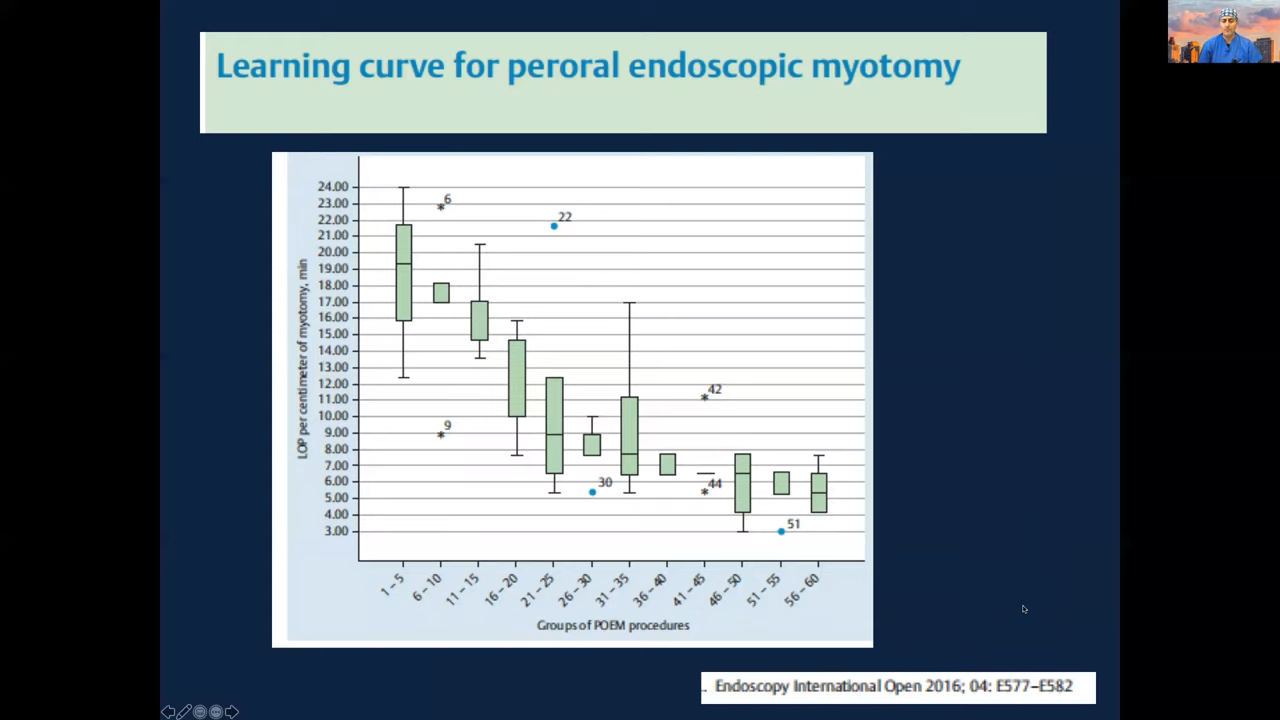 Learning curve for peroral endoscopic myotomy
LOP per centimeter of myotomy, min
24.00
23.00
22.00
21.00
20.00
19.00
18.00
17.00
16.00
15.00
14.00
13.00
12.00
11.00
10.00
9.00
8.00
7.00
6.00
5.00
4.00
3.00
*6
22
*9
30
*42
*44
51
1 – 5
6 – 10
11 – 15
16 – 20
21 – 25
26 – 30
31 – 35
36 – 40
41 – 45
46 – 50
51 – 55
56 – 60
Groups of POEM procedures
. Endoscopy International Open 2016; 04: E577–E582